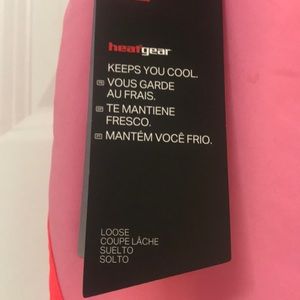 heatgear
KEEPS YOU COOL.
VOUS GARDE
AU FRAIS.
TE MANTIENE
FRESCO.
MANTÉM VOCÊ FRIO.
LOOSE
COUPE LÂCHE
SUELTO
SOLTO